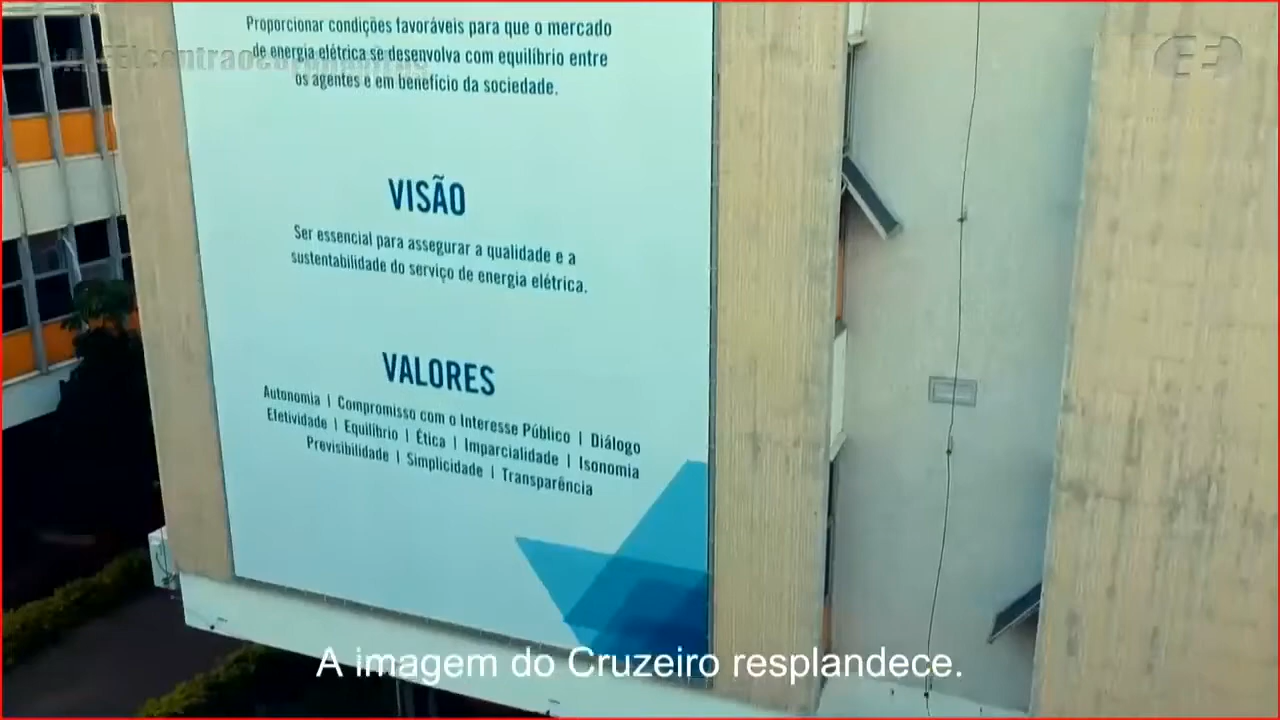 Proporcionar condições favoráveis para que o mercado
de energia elétrica se desenvolva com equilíbrio entre
os agentes e em benefício da sociedade.
VISÃO
Ser essencial para assegurar a qualidade e a
sustentabilidade do serviço de energia elétrica.
VALORES
Autonomia | Compromisso com o Interesse Público | Diálogo
Efetividade | Equilíbrio | Ética | Imparcialidade | Isonomia
Previsibilidade | Simplicidade | Transparência
A imagem do Cruzeiro resplandece.